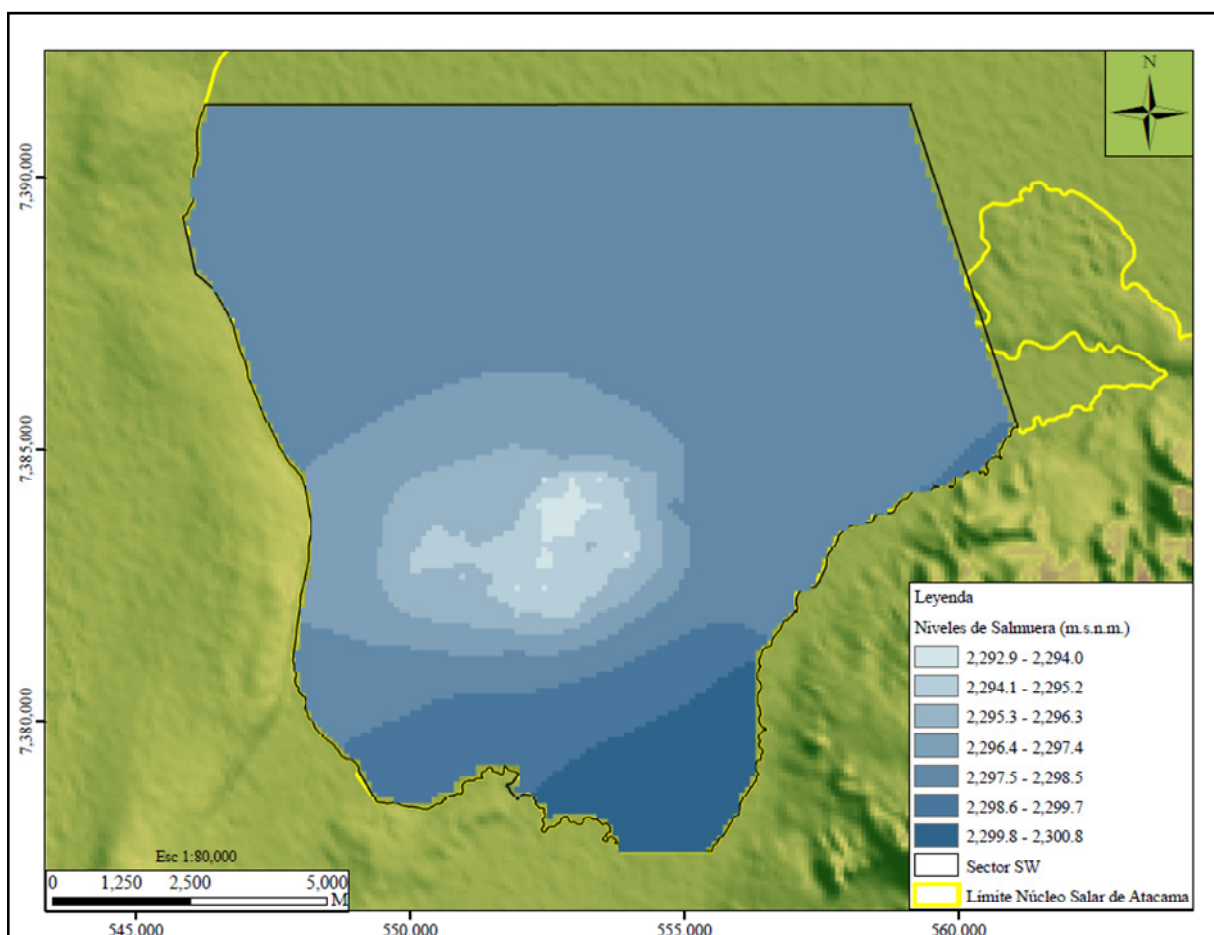 N
7,390,000
7,385,000
7,380,000
Leyenda
Niveles de Salmuera (m.s.n.m.)
2,292.9 - 2,294.0
2,294.1 - 2,295.2
2,295.3 - 2,296.3
2,296.4 - 2,297.4
2,297.5 - 2,298.5
2,298.6 - 2,299.7
2,299.8 - 2,300.8
Sector SW
Límite Núcleo Salar de Atacama
Esc 1:80,000
0 1,250 2,500 5,000
M
545,000 550,000 555,000 560,000